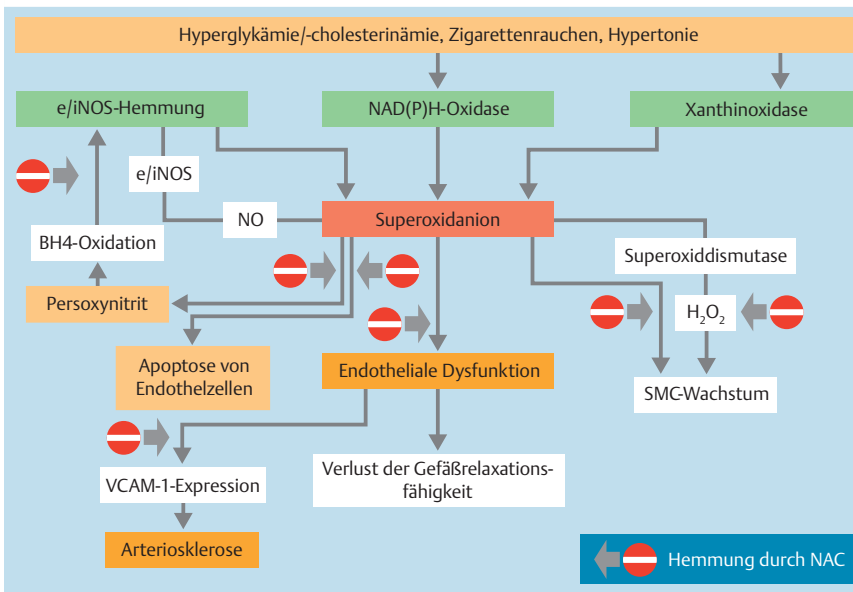 Hyperglykämie/-cholesterinämie, Zigarettenrauchen, Hypertonie
e/iNOS-Hemmung
NAD(P)H-Oxidase
Xanthinoxidase
e/iNOS
NO
Superoxidanion
BH4-Oxidation
Superoxiddismutase
Persoxynitrit
H₂O₂
Apoptose von
Endothelzellen
Endotheliale Dysfunktion
SMC-Wachstum
VCAM-1-Expression
Verlust der Gefäßrelaxations-
fähigkeit
Arteriosklerose
Hemmung durch NAC